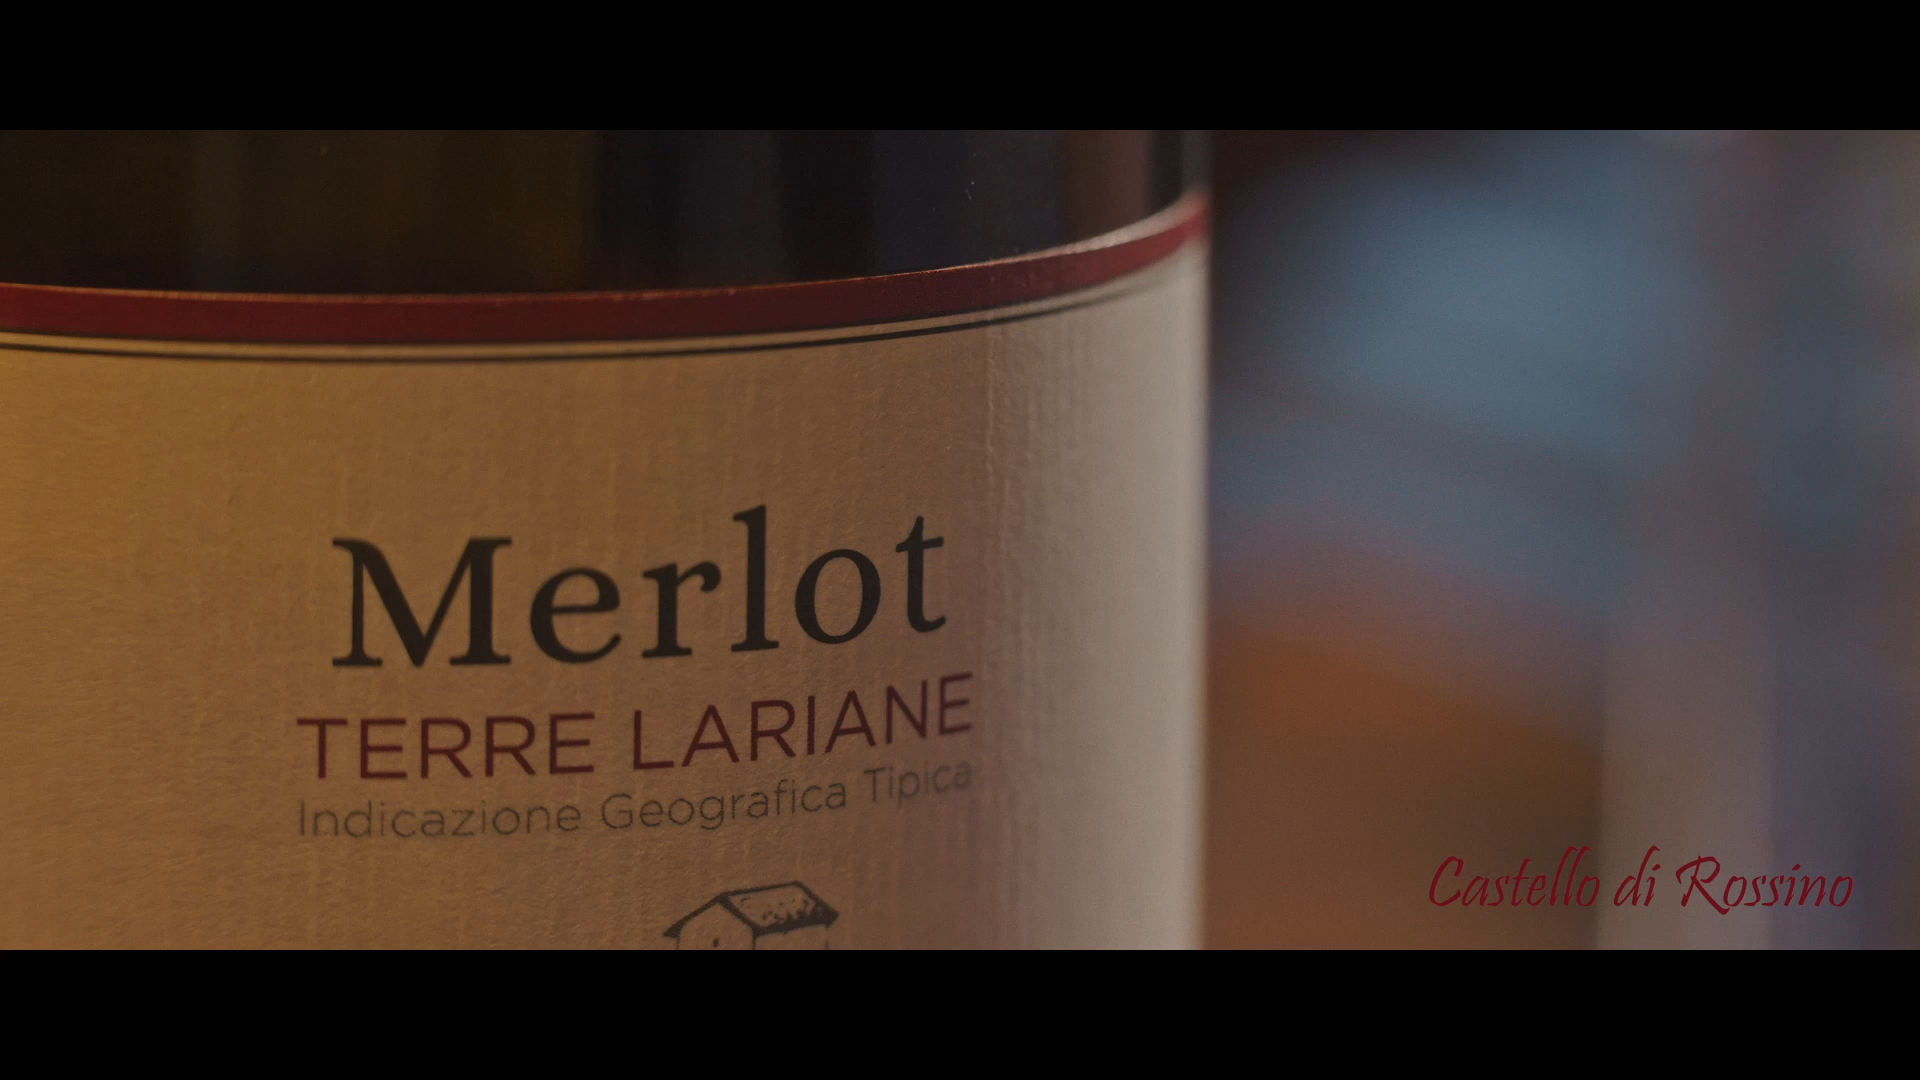 Merlot
TERRE LARIANE
Indicazione Geografica Tipica
Castello di Rossino